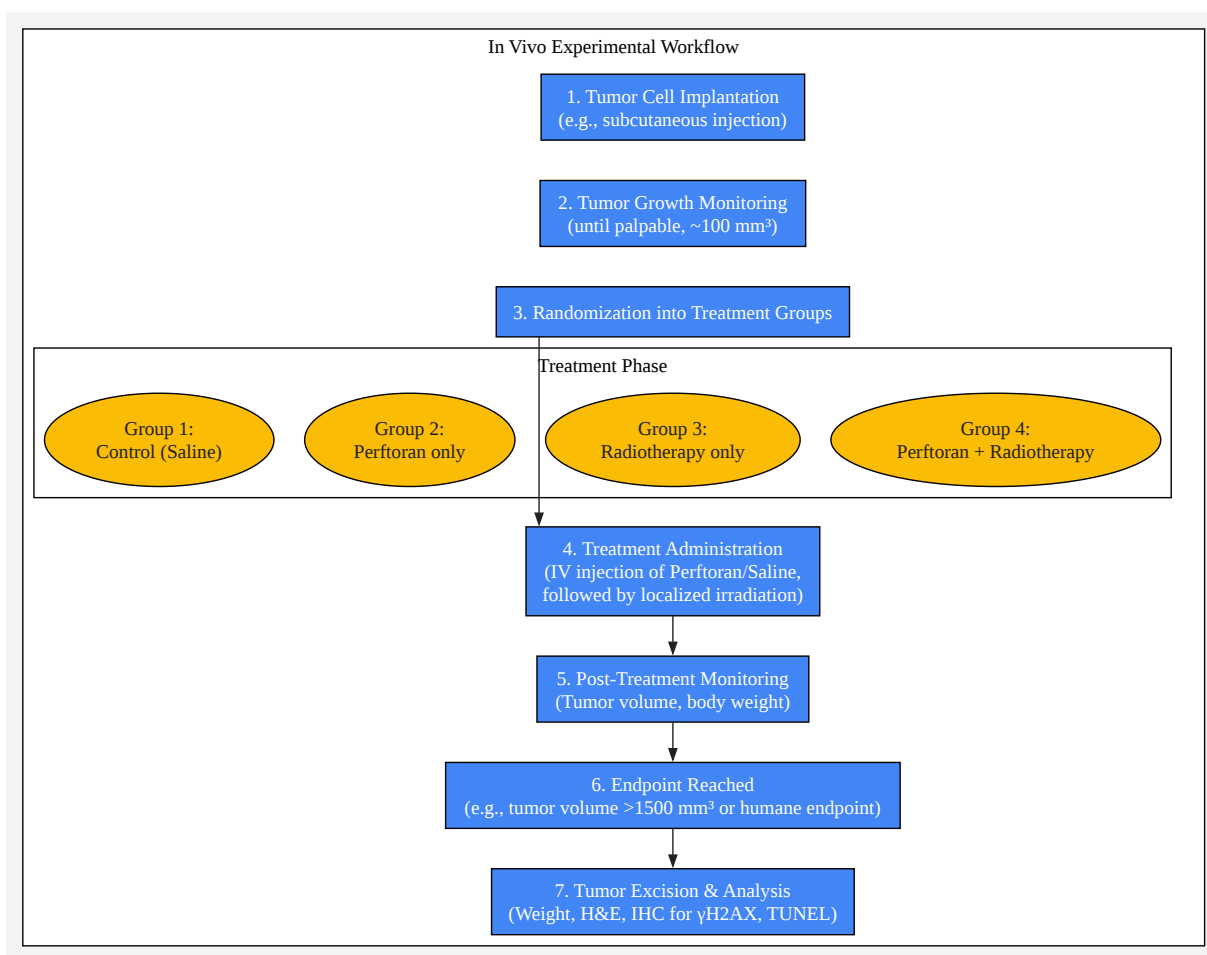 In Vivo Experimental Workflow
1. Tumor Cell Implantation
(e.g., subcutaneous injection)
2. Tumor Growth Monitoring
(until palpable, ~100 mm³)
3. Randomization into Treatment Groups
Treatment Phase
Group 1:
Control (Saline)
Group 2:
Perftoran only
Group 3:
Radiotherapy only
Group 4:
Perftoran + Radiotherapy
4. Treatment Administration
(IV injection of Perftoran/Saline,
followed by localized irradiation)
5. Post-Treatment Monitoring
(Tumor volume, body weight)
6. Endpoint Reached
(e.g., tumor volume >1500 mm³ or humane endpoint)
7. Tumor Excision & Analysis
(Weight, H&E, IHC for γH2AX, TUNEL)